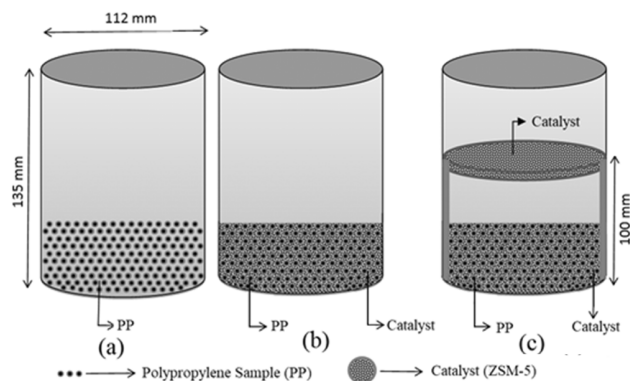 112 mm
135 mm
Catalyst
100 mm
PP
PP
Catalyst
PP
Catalyst
(a)
(b)
(c)
Polypropylene Sample (PP)
Catalyst (ZSM-5)